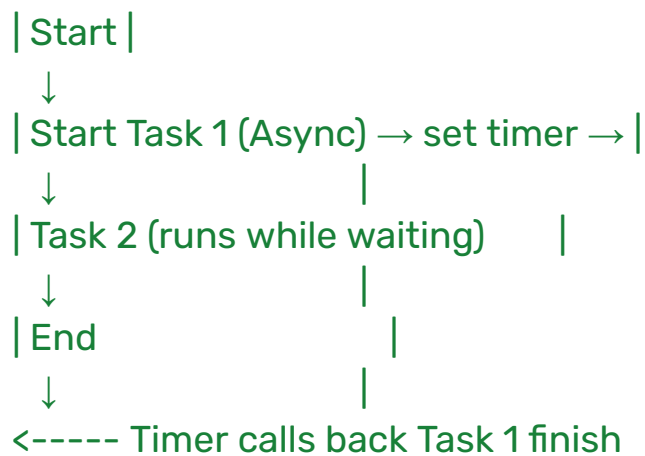 | Start |
↓
| Start Task 1 (Async) → set timer → |
↓ |
| Task 2 (runs while waiting) |
↓ |
| End |
↓ |
<----- Timer calls back Task 1 finish